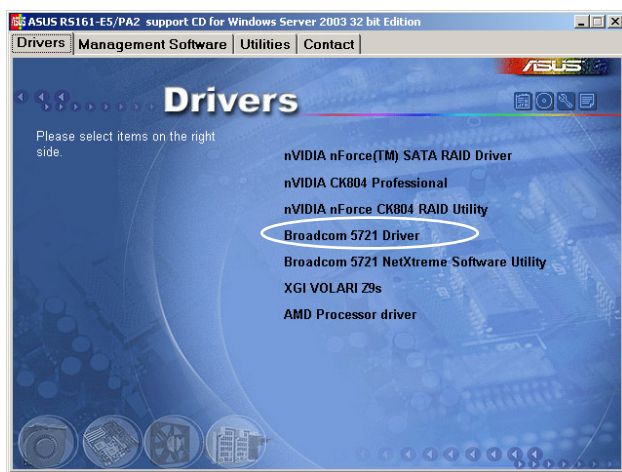 ASUS RS161-E5/PA2 support CD for Windows Server 2003 32 bit Edition
Drivers Management Software Utilities Contact
ASUS
Drivers
Please select items on the right
side.
nVIDIA nForce(TM) SATA RAID Driver
nVIDIA CK804 Professional
nVIDIA nForce CK804 RAID Utility
Broadcom 5721 Driver
Broadcom 5721 NetXtreme Software Utility
XGI VOLARI Z9s
AMD Processor driver